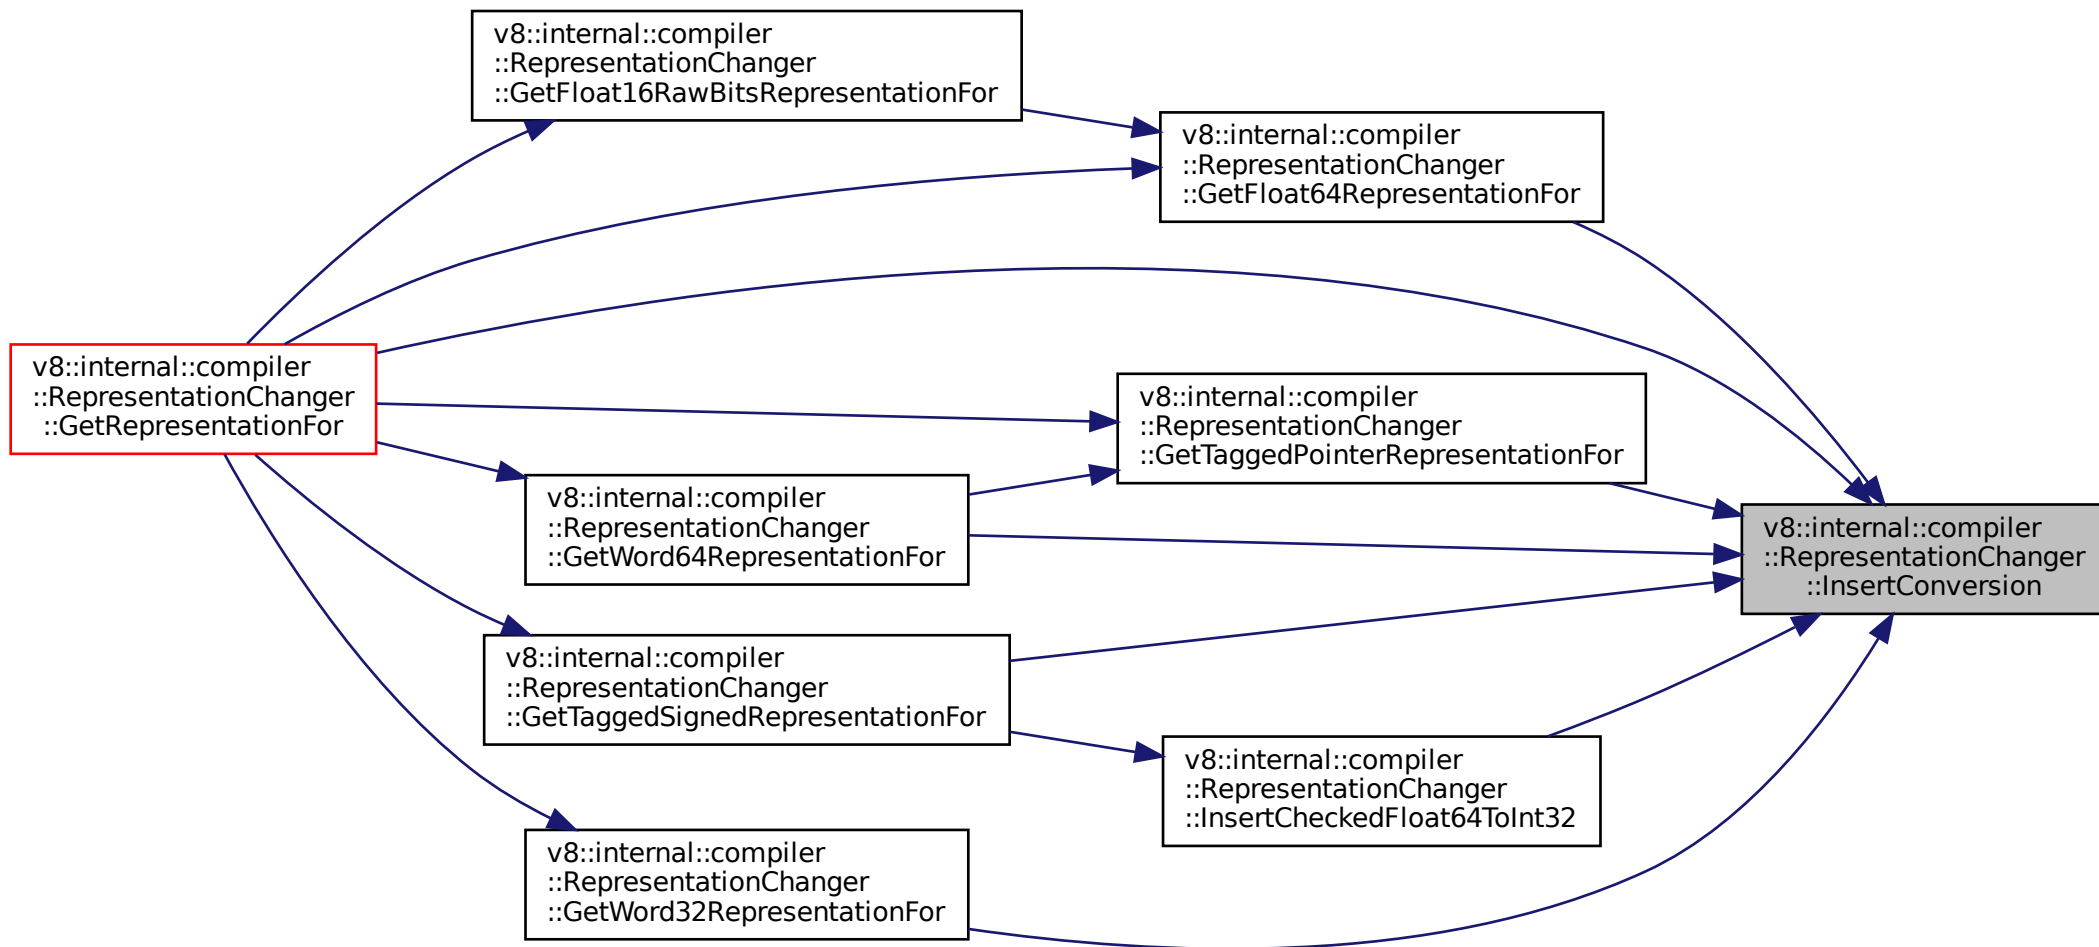 v8::internal::compiler
::RepresentationChanger
::GetFloat16RawBitsRepresentationFor
v8::internal::compiler
::RepresentationChanger
::GetFloat64RepresentationFor
v8::internal::compiler
::RepresentationChanger
::GetRepresentationFor
v8::internal::compiler
::RepresentationChanger
::GetTaggedPointerRepresentationFor
v8::internal::compiler
::RepresentationChanger
::GetWord64RepresentationFor
v8::internal::compiler
::RepresentationChanger
::InsertConversion
v8::internal::compiler
::RepresentationChanger
::GetTaggedSignedRepresentationFor
v8::internal::compiler
::RepresentationChanger
::InsertCheckedFloat64ToInt32
v8::internal::compiler
::RepresentationChanger
::GetWord32RepresentationFor